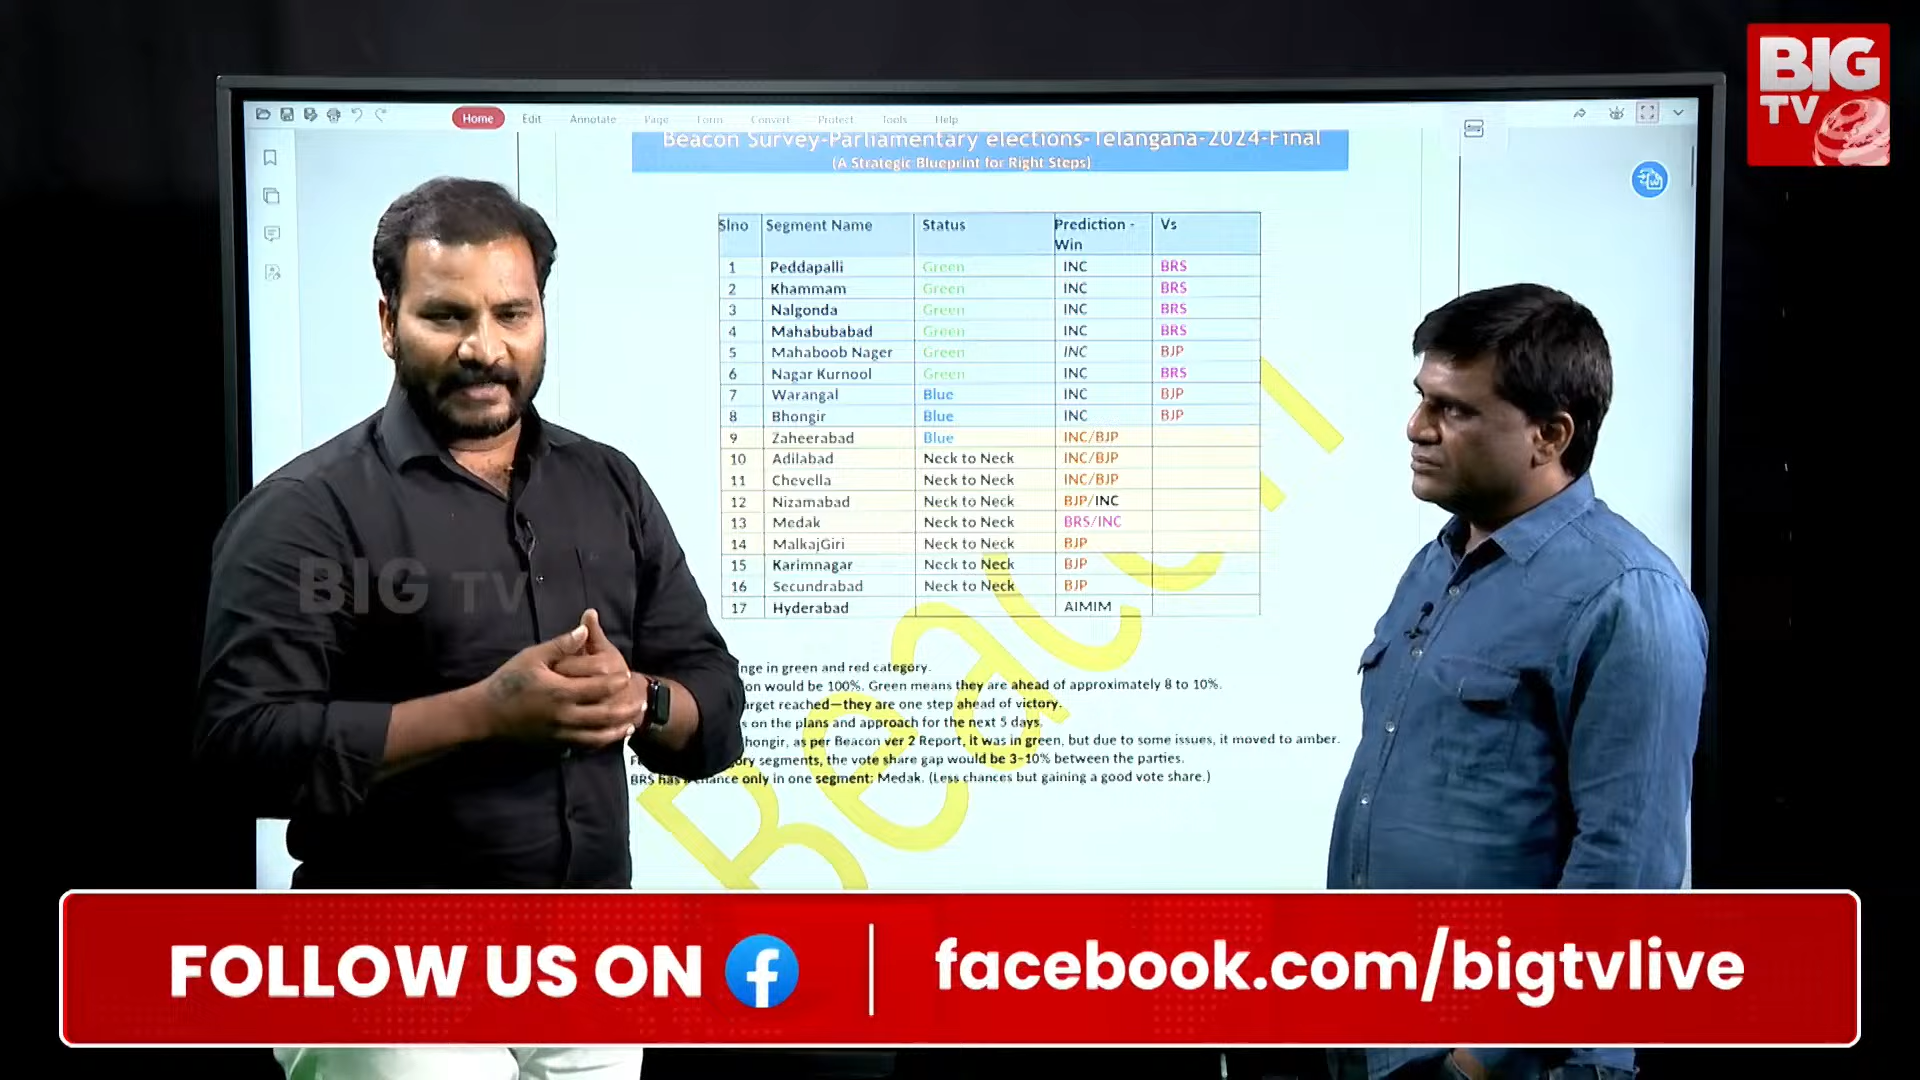 BIG
TV
Home Edit Annotate Page Form Convert Protect Tools Help
Beacon Survey-Parliamentary elections-Telangana-2024-Final
(A Strategic Blueprint for Right Steps)
Slno Segment Name Status Prediction - Win Vs
1 Peddapalli Green INC BRS
2 Khammam Green INC BRS
3 Nalgonda Green INC BRS
4 Mahabubabad Green INC BRS
5 Mahaboob Nager Green INC BJP
6 Nagar Kurnool Green INC BRS
7 Warangal Blue INC BJP
8 Bhongir Blue INC BJP
9 Zaheerabad Blue INC/BJP
10 Adilabad Neck to Neck INC/BJP
11 Chevella Neck to Neck INC/BJP
12 Nizamabad Neck to Neck BJP/INC
13 Medak Neck to Neck BRS/INC
14 MalkajGiri Neck to Neck BJP
15 Karimnagar Neck to Neck BJP
16 Secundrabad Neck to Neck BJP
17 Hyderabad AIMIM
Beacon
BIG TV
nge in green and red category.
on would be 100%. Green means they are ahead of approximately 8 to 10%.
arget reached—they are one step ahead of victory.
s on the plans and approach for the next 5 days.
hongir, as per Beacon ver 2 Report, it was in green, but due to some issues, it moved to amber.
ory segments, the vote share gap would be 3-10% between the parties.
BRS has a chance only in one segment: Medak. (Less chances but gaining a good vote share.)
FOLLOW US ON facebook.com/bigtvlive